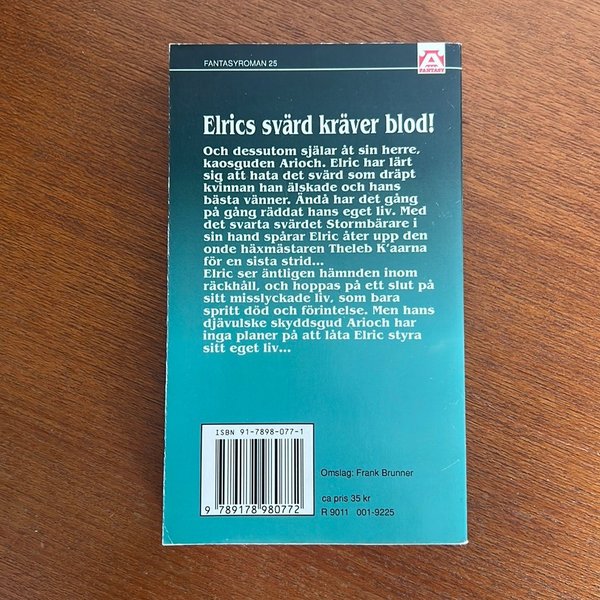 FANTASYROMAN 25
FANTASY
Elrics svärd kräver blod!
Och dessutom själar åt sin herre,
kaosguden Arioch. Elric har lärt
sig att hata det svärd som dräpt
kvinnan han älskade och hans
bästa vänner. Ändå har det gång
på gång räddat hans eget liv. Med
det svarta svärdet Stormbärare i
sin hand spårar Elric åter upp den
onde häxmästaren Theleb K'aarna
för en sista strid...
Elric ser äntligen hämnden inom
räckhåll, och hoppas på ett slut på
sitt misslyckade liv, som bara
spritt död och förintelse. Men hans
djävulske skyddsgud Arioch har
inga planer på att låta Elric styra
sitt eget liv...
ISBN 91-7898-077-1
9 789178 980772
Omslag: Frank Brunner
ca pris 35 kr
R 9011 001-9225